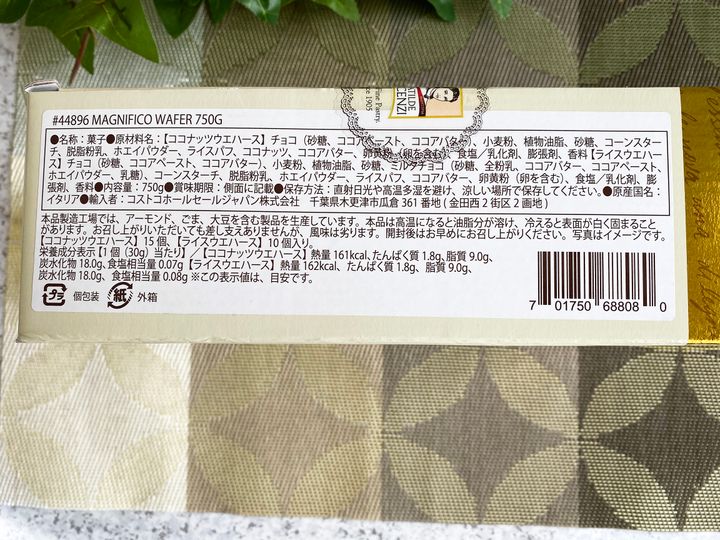 TILDE
CENZI
Fine Pastry
Since 1905
#44896 MAGNIFICO WAFER 750G
●名称：菓子●原材料名：【ココナッツウエハース】チョコ（砂糖、ココアペースト、ココアバター）、小麦粉、植物油脂、砂糖、コーンスター
チ、脱脂粉乳、ホエイパウダー、ライスパフ、ココナッツ、ココアバター、卵黄粉（卵を含む）、食塩／乳化剤、膨張剤、香料【ライスウエハ
ース】チョコ（砂糖、ココアペースト、ココアバター）、小麦粉、植物油脂、砂糖、ミルクチョコ（砂糖、全粉乳、ココアバター、ココアペースト、
ホエイパウダー、乳糖）、コーンスターチ、脱脂粉乳、ホエイパウダー、ライスパフ、ココアバター、卵黄粉（卵を含む）、食塩／乳化剤、膨
張剤、香料●内容量：750g●賞味期限：側面に記載●保存方法：直射日光や高温多湿を避け、涼しい場所で保存してください。●原産国名：
イタリア●輸入者：コストコホールセールジャパン株式会社　千葉県木更津市瓜倉 361 番地 ( 金田西 2 街区 2 画地 )
本品製造工場では、アーモンド、ごま、大豆を含む製品を生産しています。本品は高温になると油脂分が溶け、冷えると表面が白く固まること
があります。お召し上りいただいても差し支えありませんが、風味は劣ります。開封後はお早めにお召し上りください。写真はイメージです。
【ココナッツウエハース】15 個、【ライスウエハース】10 個入り。
栄養成分表示【1 個（30g）当たり】／【ココナッツウエハース】熱量 161kcal、たんぱく質 1.8g、脂質 9.0g、
炭水化物 18.0g、食塩相当量 0.07g【ライスウエハース】熱量 162kcal、たんぱく質 1.8g、脂質 9.0g、
炭水化物 18.0g、食塩相当量 0.08g ※この表示値は、目安です。
プラ 個包装 紙 外箱
7 01750 68808 0